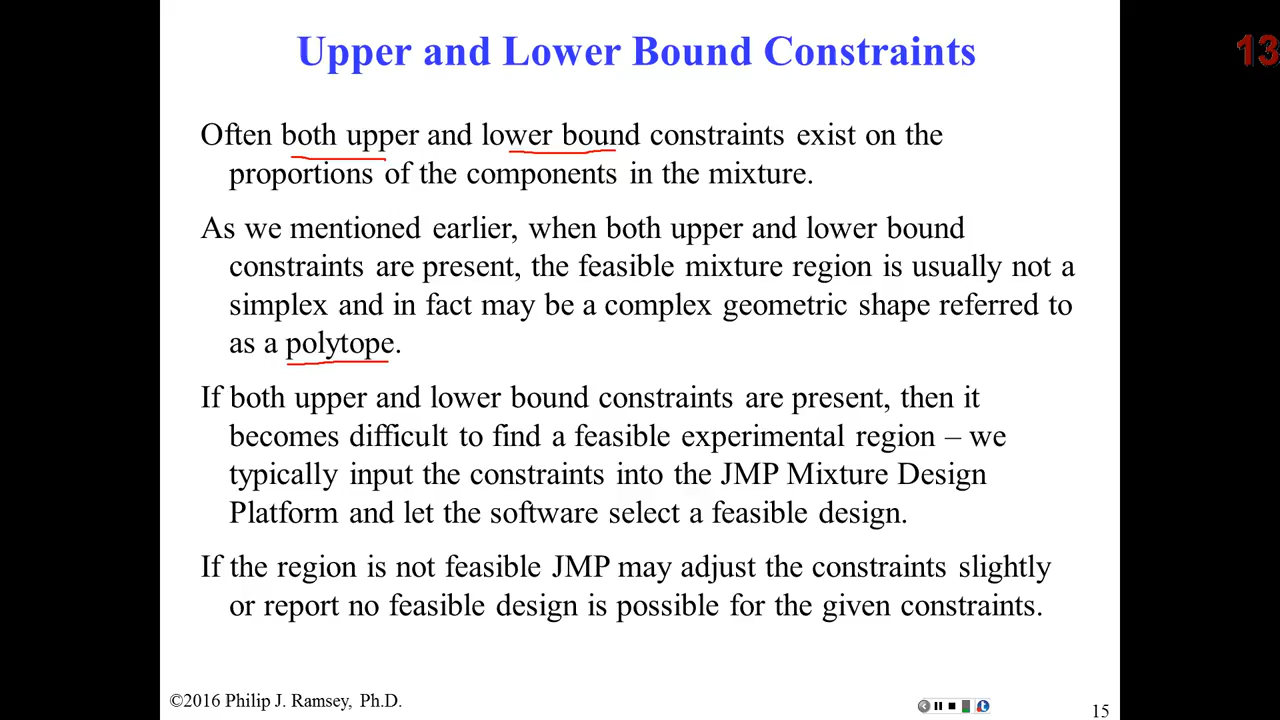 Upper and Lower Bound Constraints
13
Often both upper and lower bound constraints exist on the
proportions of the components in the mixture.
As we mentioned earlier, when both upper and lower bound
constraints are present, the feasible mixture region is usually not a
simplex and in fact may be a complex geometric shape referred to
as a polytope.
If both upper and lower bound constraints are present, then it
becomes difficult to find a feasible experimental region – we
typically input the constraints into the JMP Mixture Design
Platform and let the software select a feasible design.
If the region is not feasible JMP may adjust the constraints slightly
or report no feasible design is possible for the given constraints.
©2016 Philip J. Ramsey, Ph.D.
15